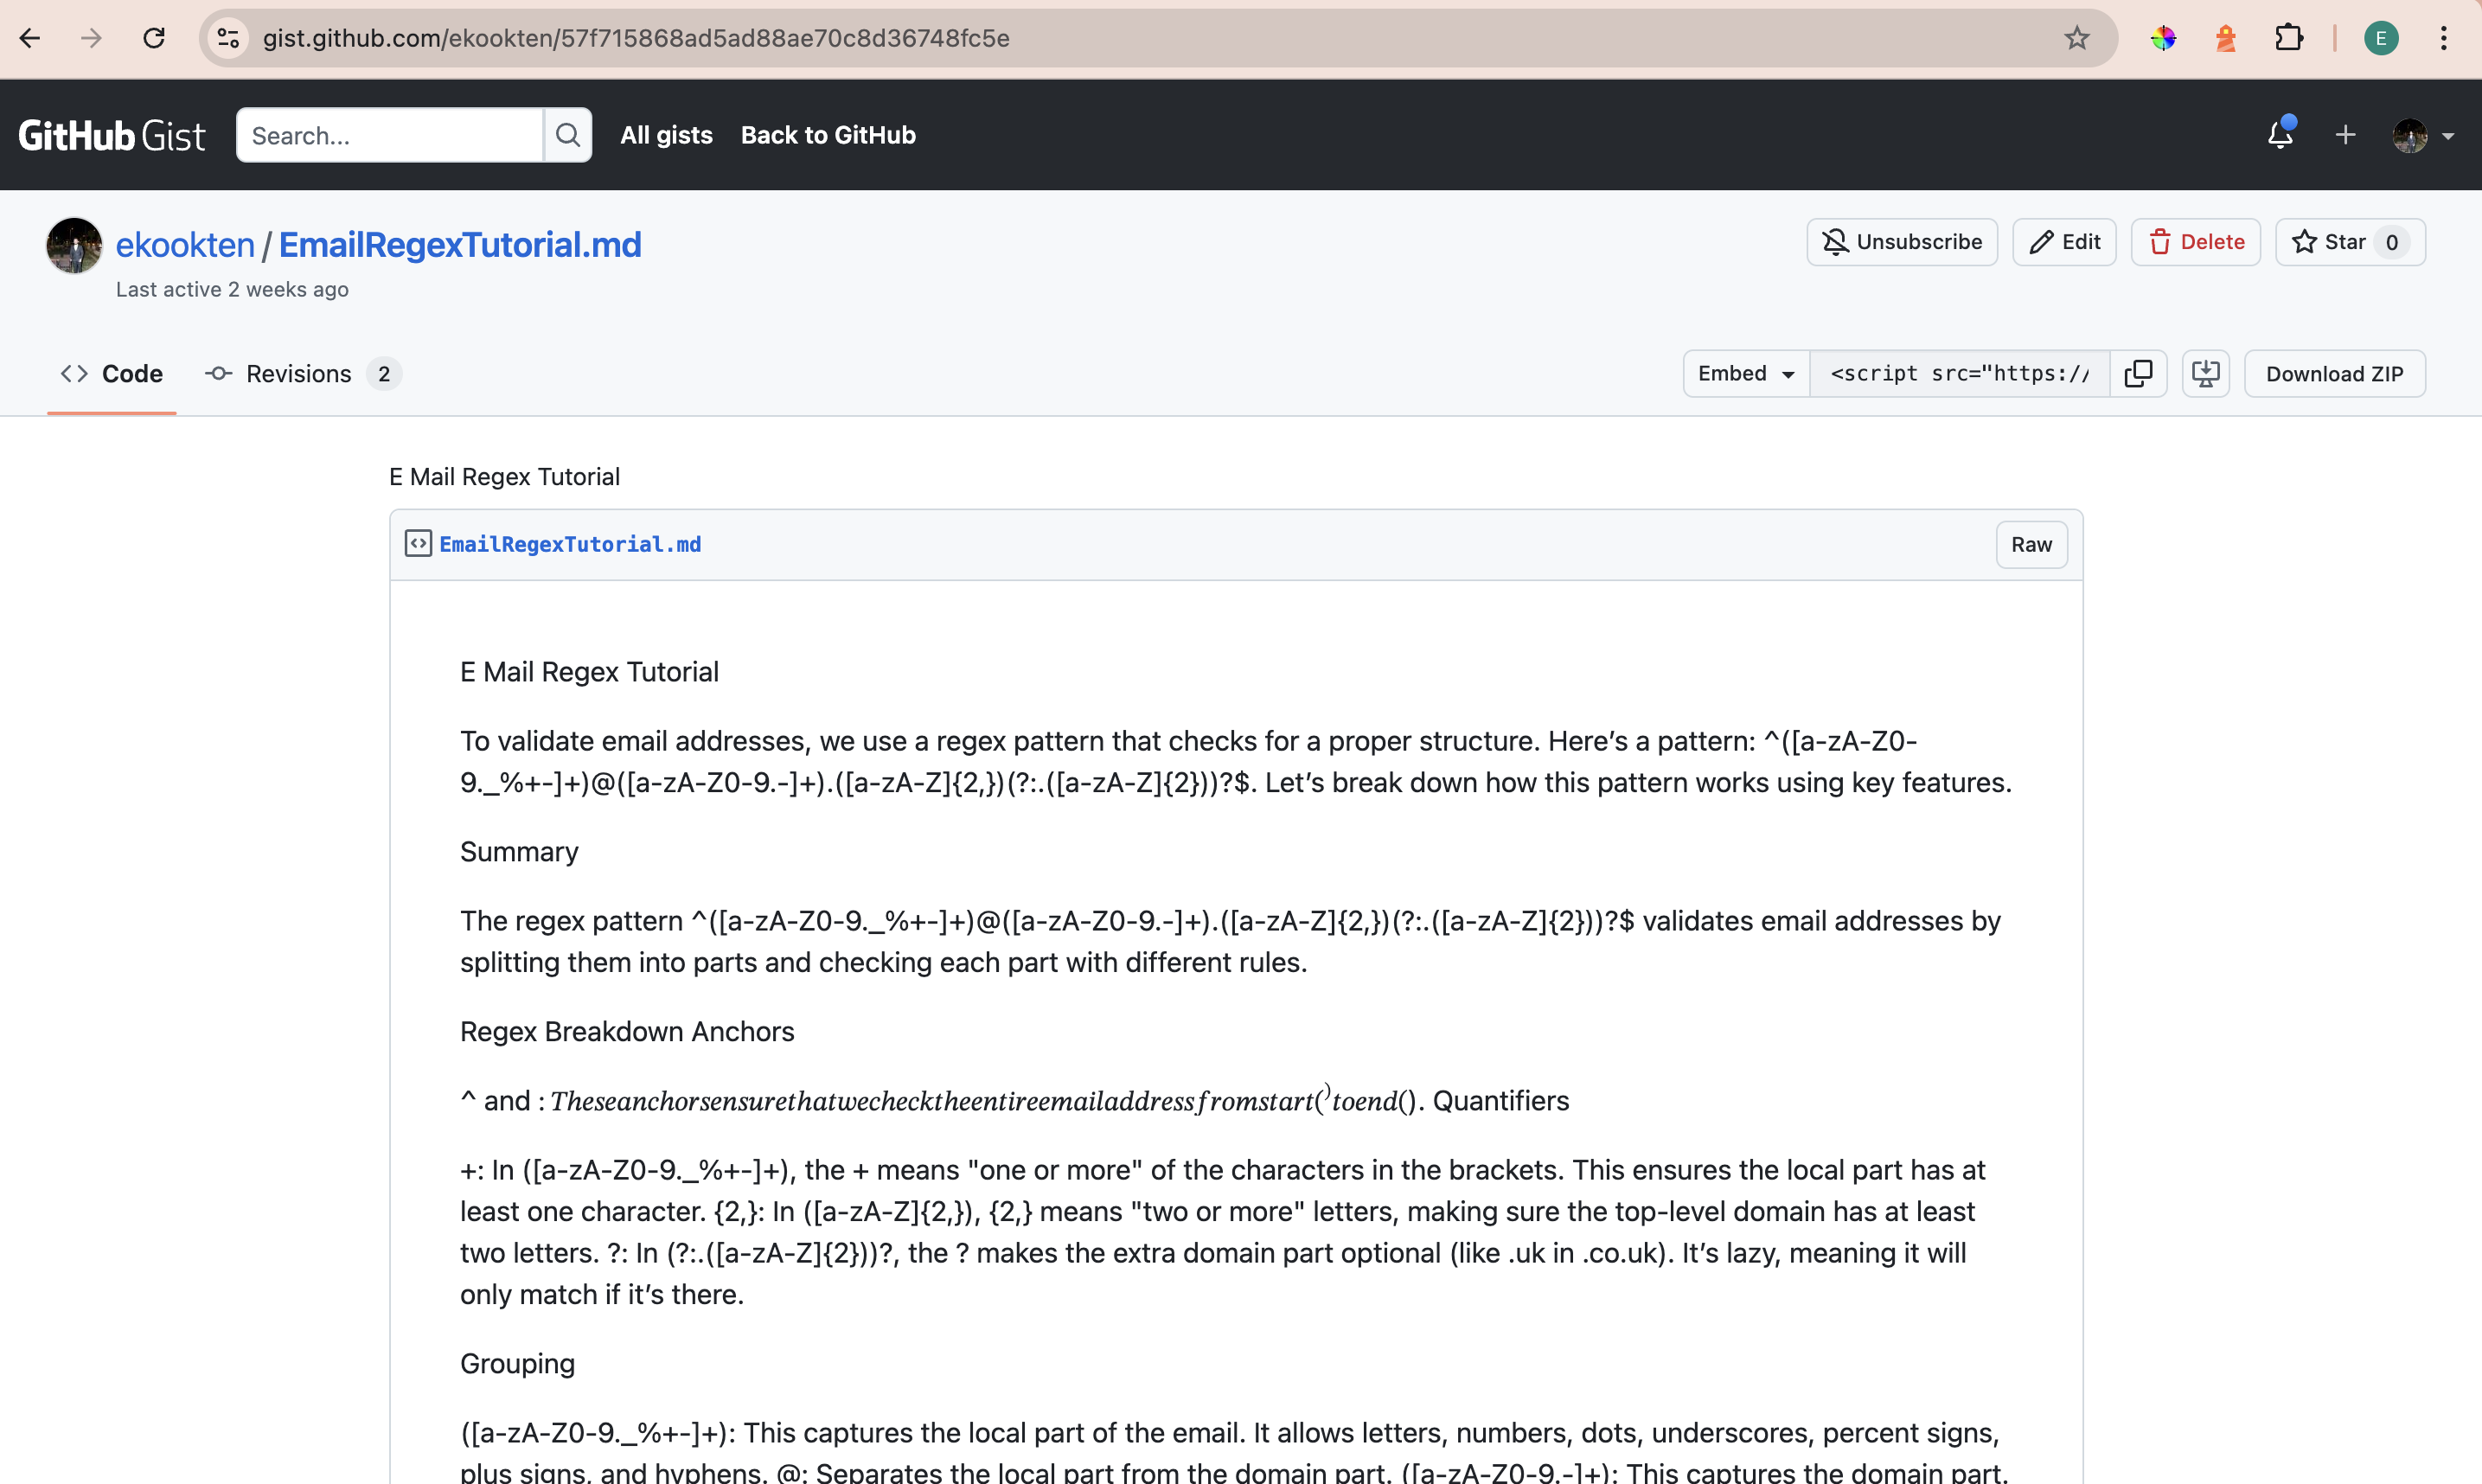 gist.github.com/ekookten/57f715868ad5ad88ae70c8d36748fc5e
E
GitHub Gist
Search...
All gists
Back to GitHub
ekookten / EmailRegexTutorial.md
Last active 2 weeks ago
Unsubscribe
Edit
Delete
Star 0
Code
Revisions 2
Embed
<script src="https://
Download ZIP
E Mail Regex Tutorial
EmailRegexTutorial.md
Raw
E Mail Regex Tutorial
To validate email addresses, we use a regex pattern that checks for a proper structure. Here’s a pattern: ^([a-zA-Z0-
9._%+-]+)@([a-zA-Z0-9.-]+).([a-zA-Z]{2,})(?:.([a-zA-Z]{2}))?$. Let’s break down how this pattern works using key features.
Summary
The regex pattern ^([a-zA-Z0-9._%+-]+)@([a-zA-Z0-9.-]+).([a-zA-Z]{2,})(?:.([a-zA-Z]{2}))?$ validates email addresses by
splitting them into parts and checking each part with different rules.
Regex Breakdown Anchors
^ and : Theseanchorsensurethatwechecktheentireemailaddressfromstart()toend(). Quantifiers
+: In ([a-zA-Z0-9._%+-]+), the + means "one or more" of the characters in the brackets. This ensures the local part has at
least one character. {2,}: In ([a-zA-Z]{2,}), {2,} means "two or more" letters, making sure the top-level domain has at least
two letters. ?: In (?:.([a-zA-Z]{2}))?, the ? makes the extra domain part optional (like .uk in .co.uk). It’s lazy, meaning it will
only match if it’s there.
Grouping
([a-zA-Z0-9._%+-]+): This captures the local part of the email. It allows letters, numbers, dots, underscores, percent signs,
plus signs, and hyphens. @: Separates the local part from the domain part. ([a-zA-Z0-9.-]+): This captures the domain part.